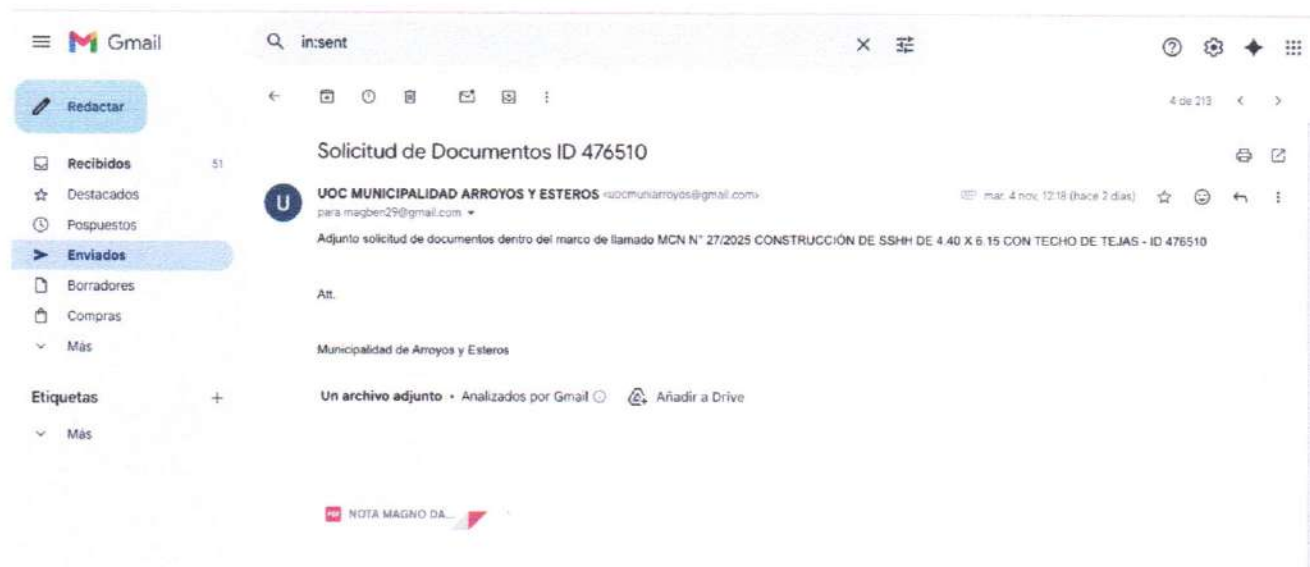 Gmail
in:sent
Redactar
4 de 213
Recibidos 51
Destacados
Pospuestos
Enviados
Borradores
Compras
Más
Etiquetas
Más
Solicitud de Documentos ID 476510
U
UOC MUNICIPALIDAD ARROYOS Y ESTEROS <uocmuniarroyos@gmail.com>
mar, 4 nov, 12:18 (hace 2 días)
para magben29@gmail.com
Adjunto solicitud de documentos dentro del marco de llamado MCN N° 27/2025 CONSTRUCCIÓN DE SSHH DE 4.40 X 6.15 CON TECHO DE TEJAS - ID 476510
Att.
Municipalidad de Arroyos y Esteros
Un archivo adjunto • Analizados por Gmail
Añadir a Drive
PDF NOTA MAGNO DA...